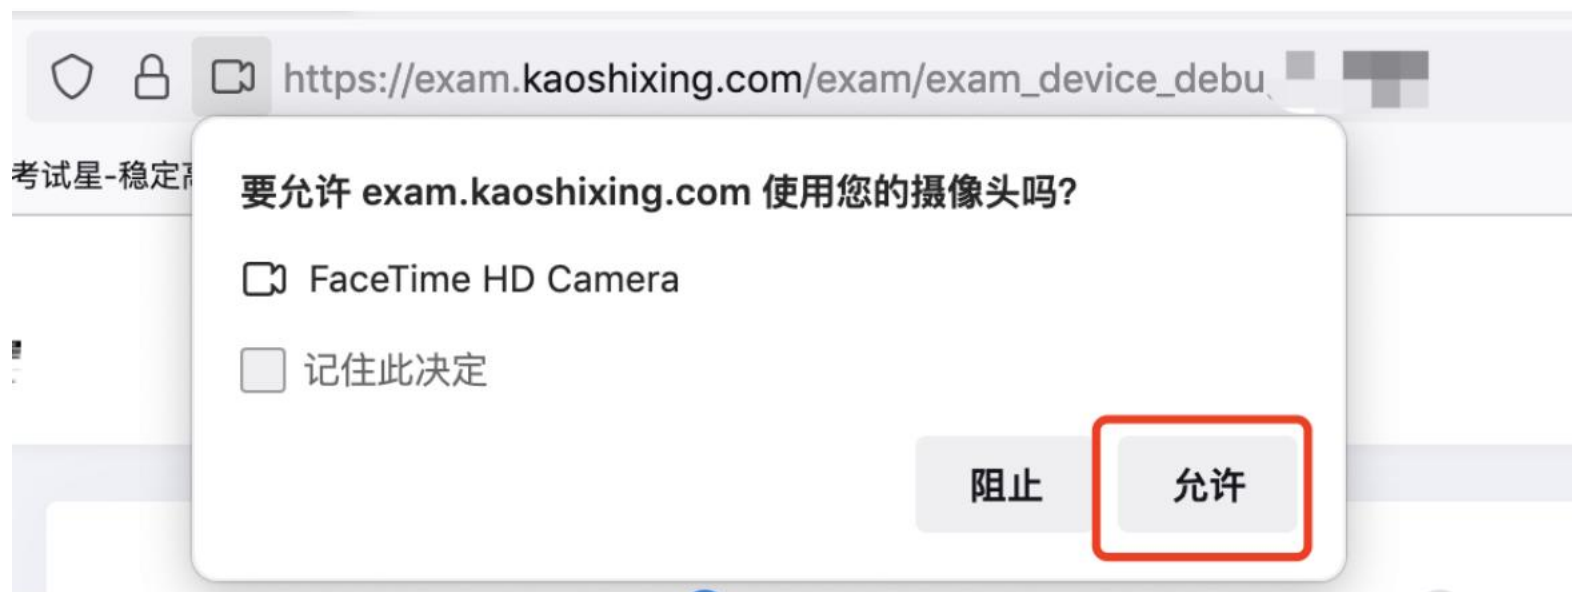 https://exam.kaoshixing.com/exam/exam_device_debu
考试星-稳定
要允许 exam.kaoshixing.com 使用您的摄像头吗?
FaceTime HD Camera
记住此决定
阻止 允许